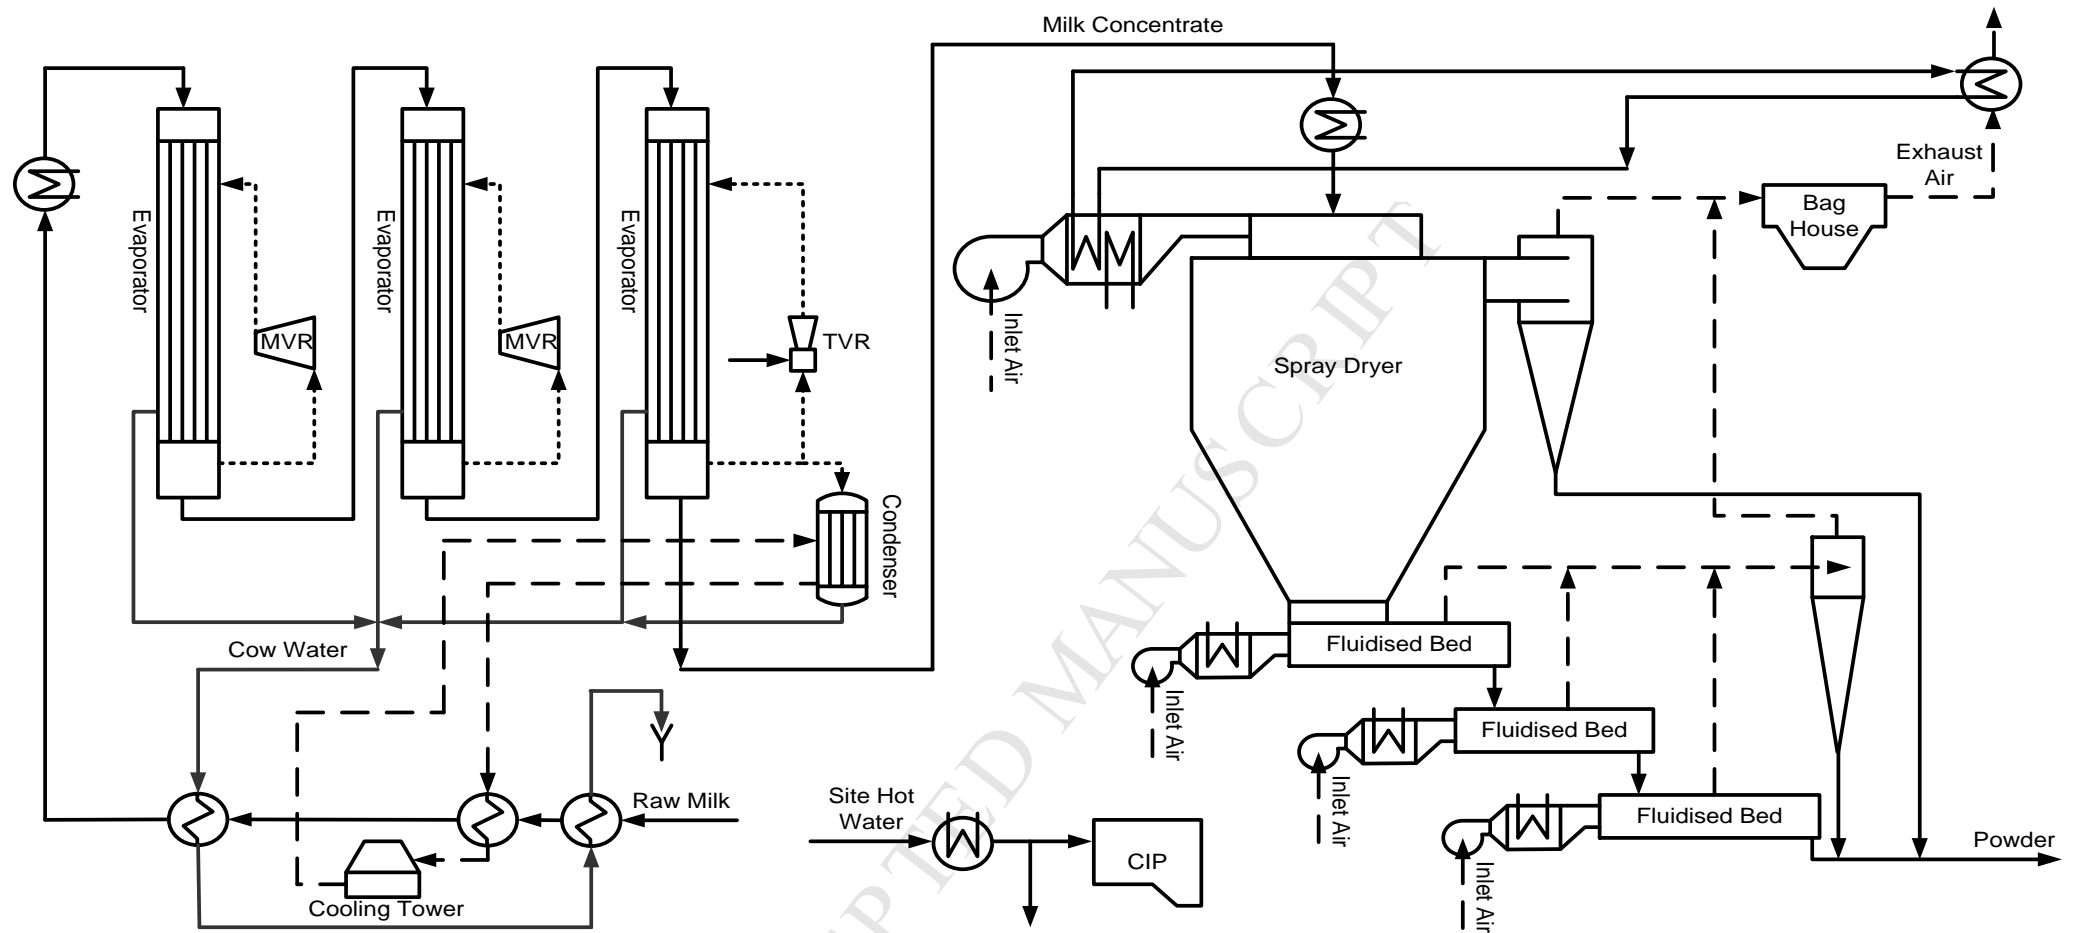 Milk Concentrate
Exhaust
Air
Bag
House
Evaporator
Evaporator
Evaporator
MVR
MVR
TVR
Inlet Air
Spray Dryer
Condenser
Cow Water
Fluidised Bed
Inlet Air
Fluidised Bed
Inlet Air
Raw Milk
Site Hot
Water
Fluidised Bed
Inlet Air
CIP
Powder
Cooling Tower
PTED MANUSCRIPT